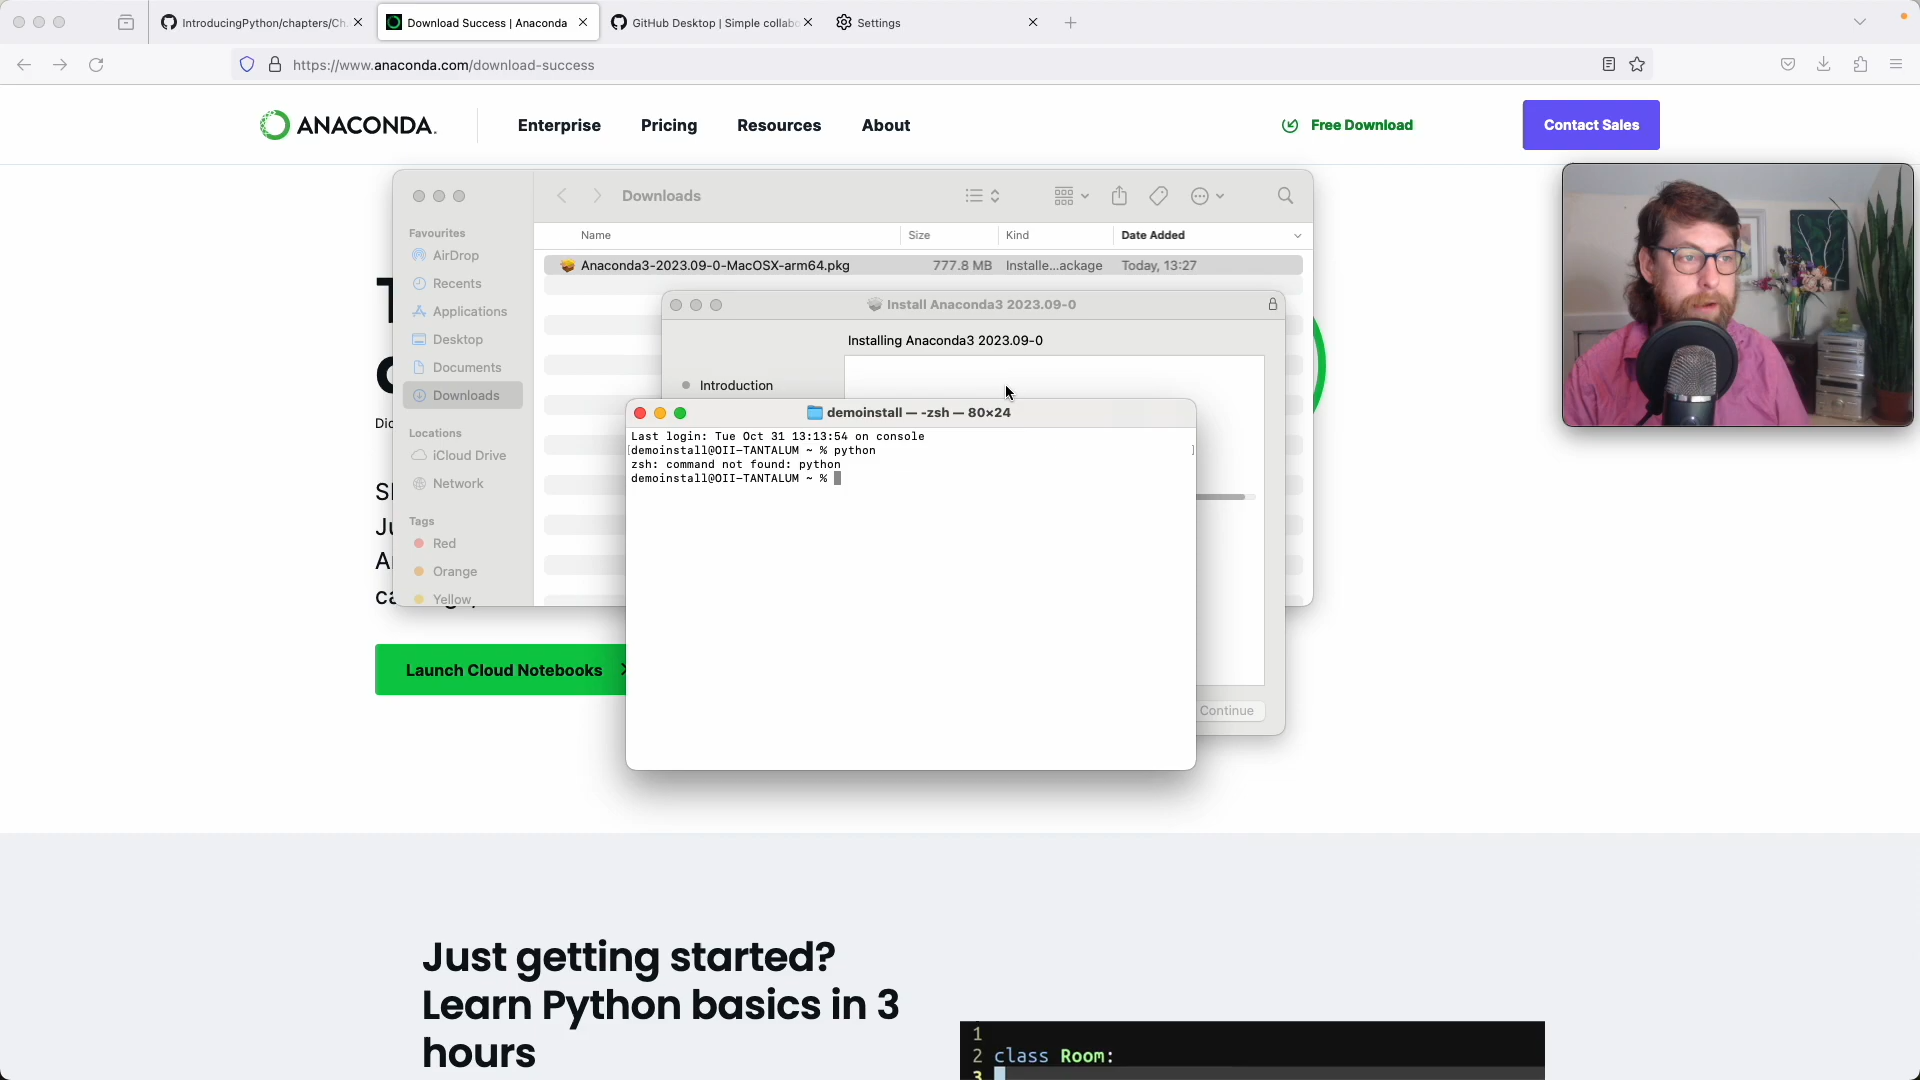 IntroducingPython/chapters/Ch
Download Success | Anaconda
GitHub Desktop | Simple collabo
Settings
https://www.anaconda.com/download-success
ANACONDA.
Enterprise
Pricing
Resources
About
Free Download
Contact Sales
Downloads
Favourites
AirDrop
Recents
Applications
Desktop
Documents
Downloads
Locations
iCloud Drive
Network
Tags
Red
Orange
Yellow
Name
Size
Kind
Date Added
Anaconda3-2023.09-0-MacOSX-arm64.pkg
777.8 MB
Installe...ackage
Today, 13:27
Install Anaconda3 2023.09-0
Installing Anaconda3 2023.09-0
Introduction
Continue
demoinstall — -zsh — 80×24
Last login: Tue Oct 31 13:13:54 on console
[demoinstall@OII-TANTALUM ~ % python ]
zsh: command not found: python
demoinstall@OII-TANTALUM ~ %
Launch Cloud Notebooks
Just getting started?
Learn Python basics in 3
hours
1
2 class Room:
3